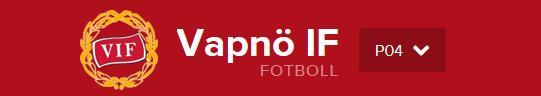 VIF
Vapnö IF
FOTBOLL
P04